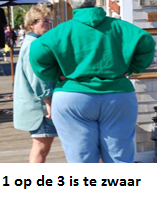 1 op de 3 is te zwaar